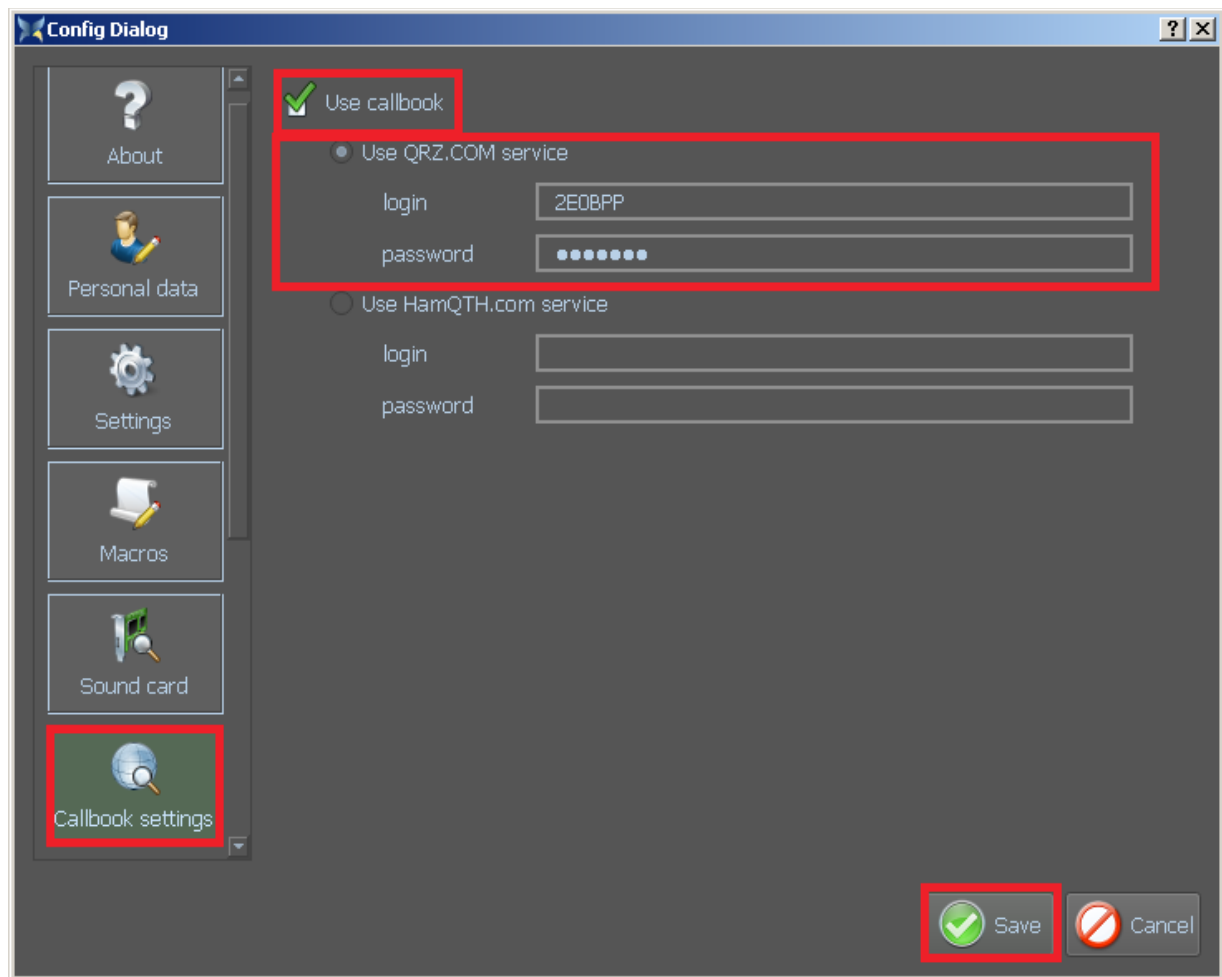 Config Dialog
About
Personal data
Settings
Macros
Sound card
Callbook settings
Use callbook
Use QRZ.COM service
login 2E0BPP
password ●●●●●●●
Use HamQTH.com service
login
password
Save Cancel